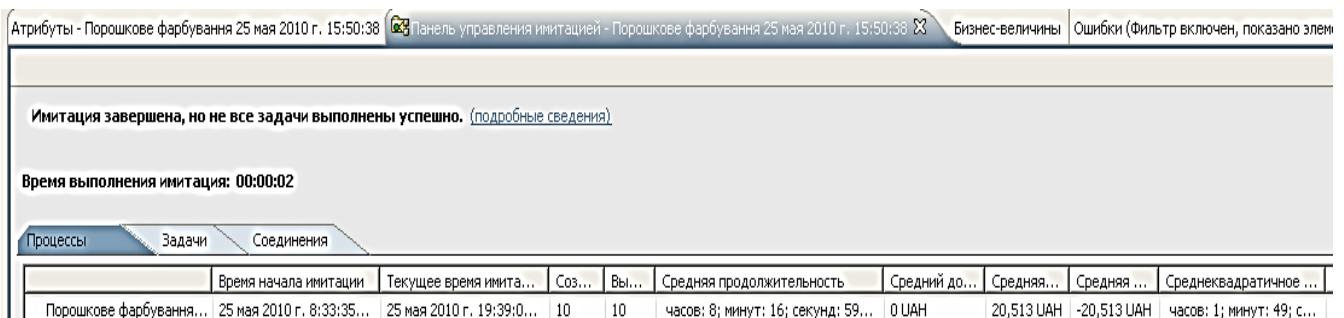 Атрибуты - Порошкове фарбування 25 мая 2010 г. 15:50:38 Панель управления имитацией - Порошкове фарбування 25 мая 2010 г. 15:50:38 Бизнес-величины Ошибки (Фильтр включен, показано элем
Имитация завершена, но не все задачи выполнены успешно. (подробные сведения)
Время выполнения имитация: 00:00:02
Процессы Задачи Соединения
Время начала имитации Текущее время имита... Соз... Вы... Средняя продолжительность Средний до... Средняя... Средняя ... Среднеквадратичное ...
Порошкове фарбування... 25 мая 2010 г. 8:33:35... 25 мая 2010 г. 19:39:0... 10 10 часов: 8; минут: 16; секунд: 59... 0 UAH 20,513 UAH -20,513 UAH часов: 1; минут: 49; с...